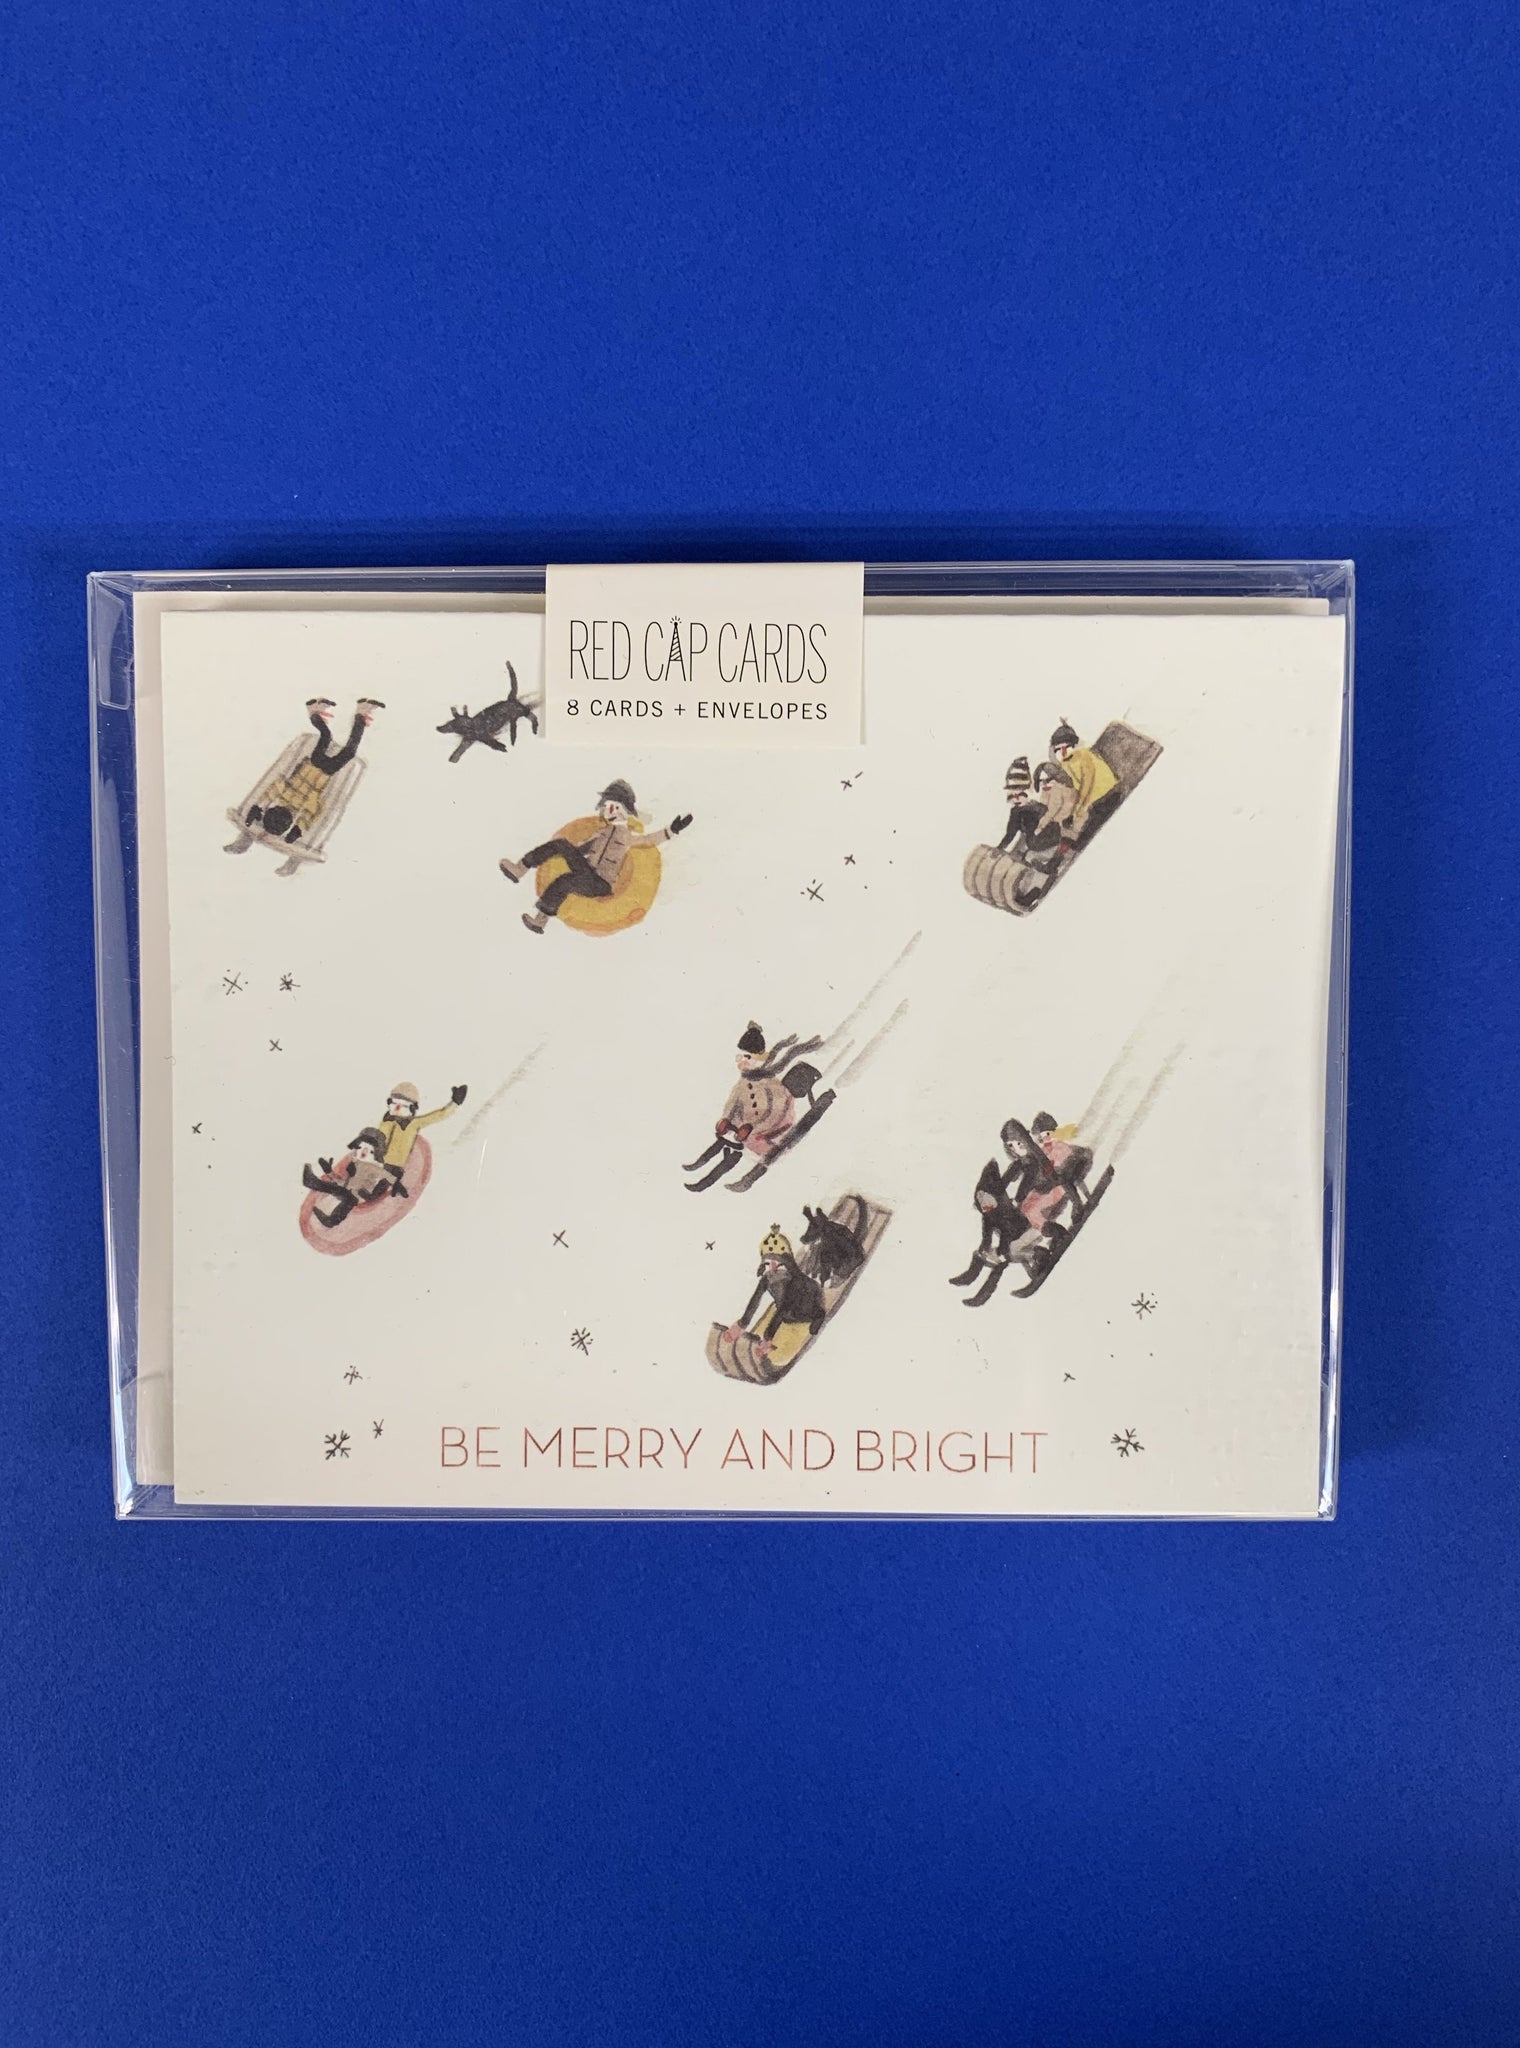 RED CAP CARDS
8 CARDS + ENVELOPES
BE MERRY AND BRIGHT